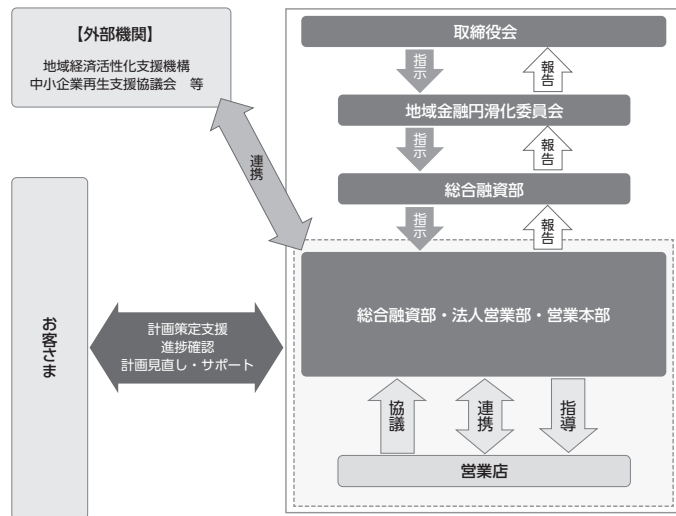 【外部機関】
地域経済活性化支援機構
中小企業再生支援協議会　等
取締役会
指示
報告
地域金融円滑化委員会
指示
報告
総合融資部
指示
報告
連携
総合融資部・法人営業部・営業本部
お客さま
計画策定支援
進捗確認
計画見直し・サポート
協議
連携
指導
営業店